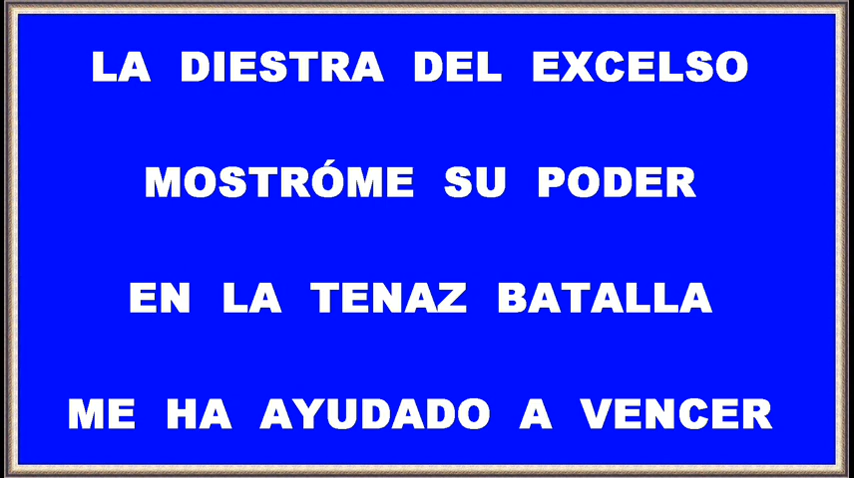 LA DIESTRA DEL EXCELSO
MOSTRÓME SU PODER
EN LA TENAZ BATALLA
ME HA AYUDADO A VENCER